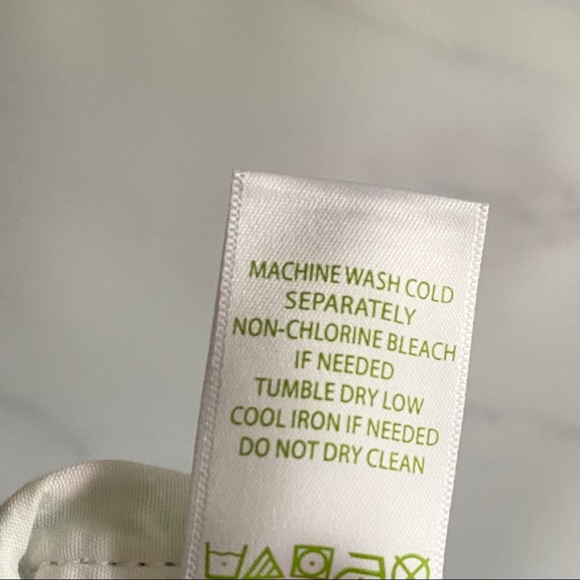 MACHINE WASH COLD
SEPARATELY
NON-CHLORINE BLEACH
IF NEEDED
TUMBLE DRY LOW
COOL IRON IF NEEDED
DO NOT DRY CLEAN